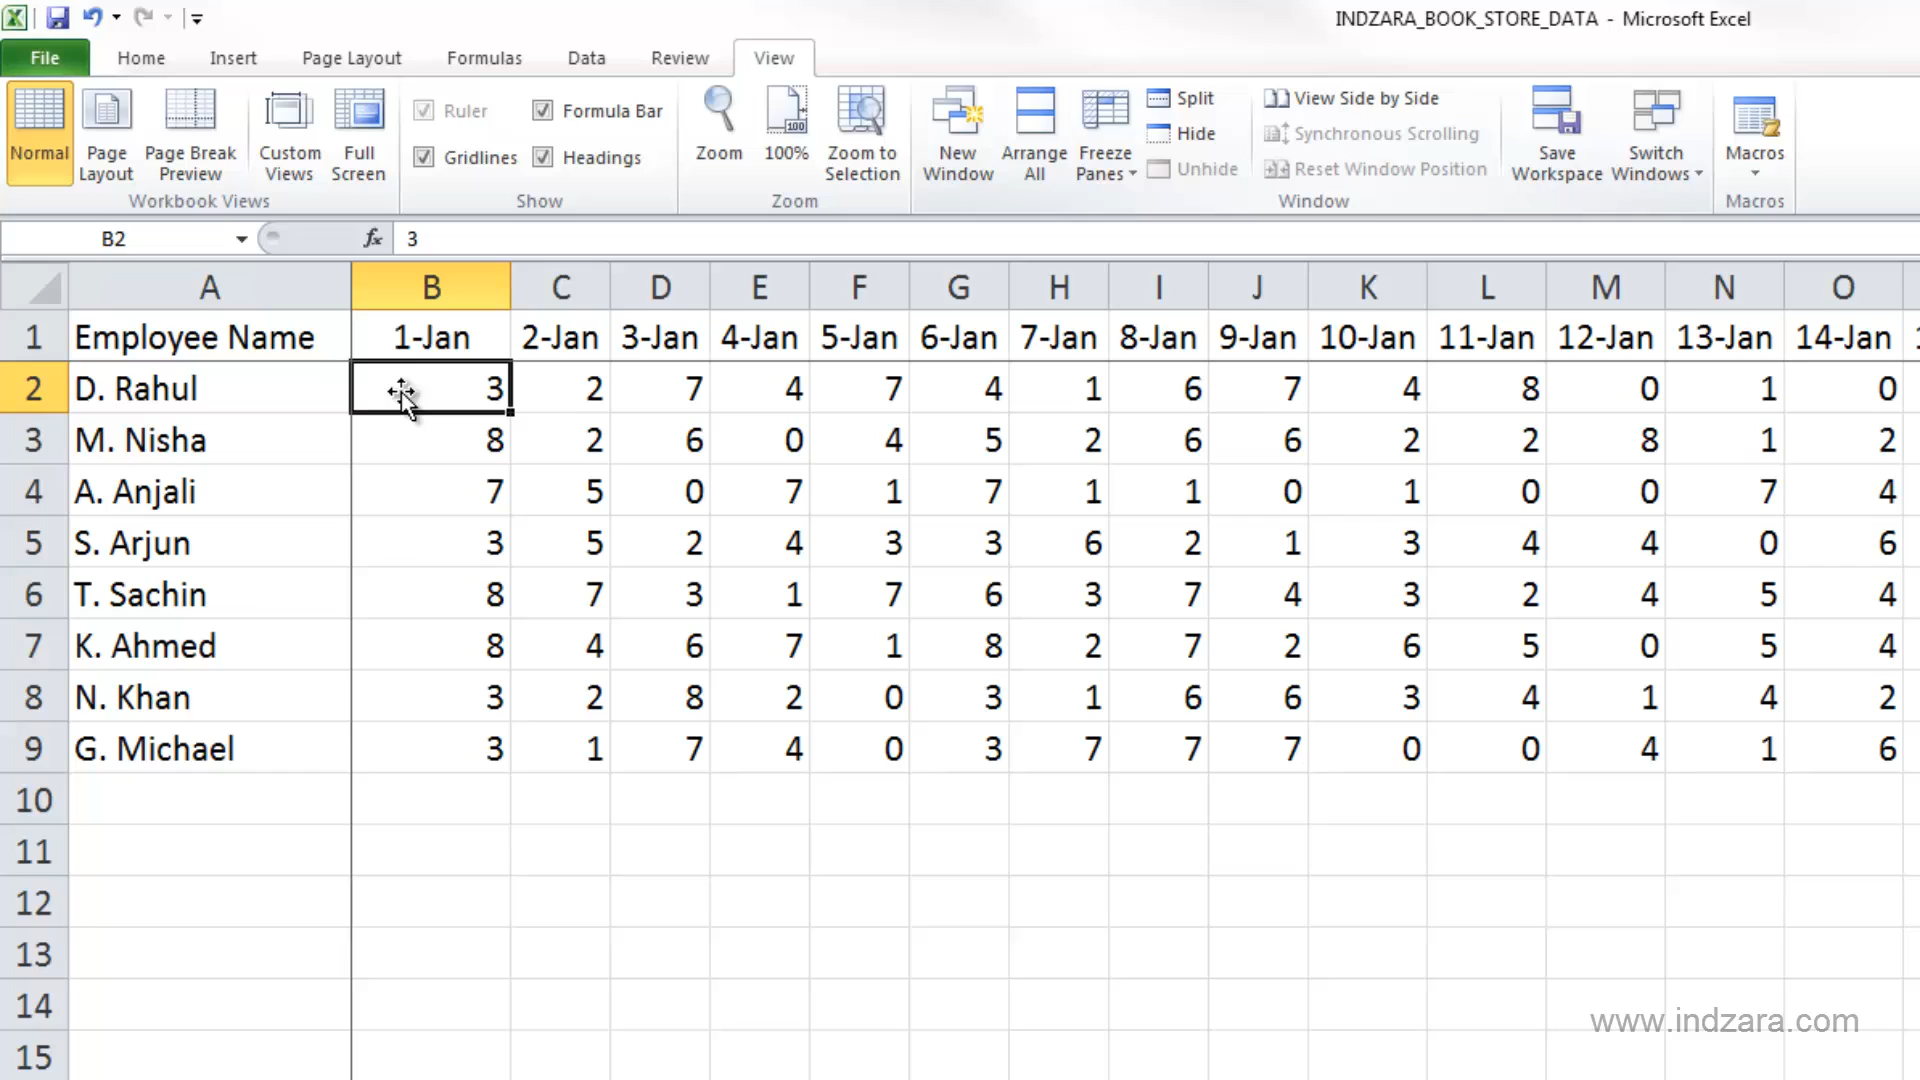 INDZARA_BOOK_STORE_DATA - Microsoft Excel
File Home Insert Page Layout Formulas Data Review View
Normal Page Layout Page Break Preview Custom Views Full Screen
Workbook Views
Ruler Formula Bar
Gridlines Headings
Show
Zoom 100% Zoom to Selection
100
Zoom
New Window Arrange All Freeze Panes
Split
Hide
Unhide
View Side by Side
Synchronous Scrolling
Reset Window Position
Save Workspace Switch Windows
Window
Macros
Macros
B2 fx 3
A B C D E F G H I J K L M N O
1 Employee Name 1-Jan 2-Jan 3-Jan 4-Jan 5-Jan 6-Jan 7-Jan 8-Jan 9-Jan 10-Jan 11-Jan 12-Jan 13-Jan 14-Jan
2 D. Rahul 3 2 7 4 7 4 1 6 7 4 8 0 1 0
3 M. Nisha 8 2 6 0 4 5 2 6 6 2 2 8 1 2
4 A. Anjali 7 5 0 7 1 7 1 1 0 1 0 0 7 4
5 S. Arjun 3 5 2 4 3 3 6 2 1 3 4 4 0 6
6 T. Sachin 8 7 3 1 7 6 3 7 4 3 2 4 5 4
7 K. Ahmed 8 4 6 7 1 8 2 7 2 6 5 0 5 4
8 N. Khan 3 2 8 2 0 3 1 6 6 3 4 1 4 2
9 G. Michael 3 1 7 4 0 3 7 7 7 0 0 4 1 6
10
11
12
13
14
www.indzara.com
15